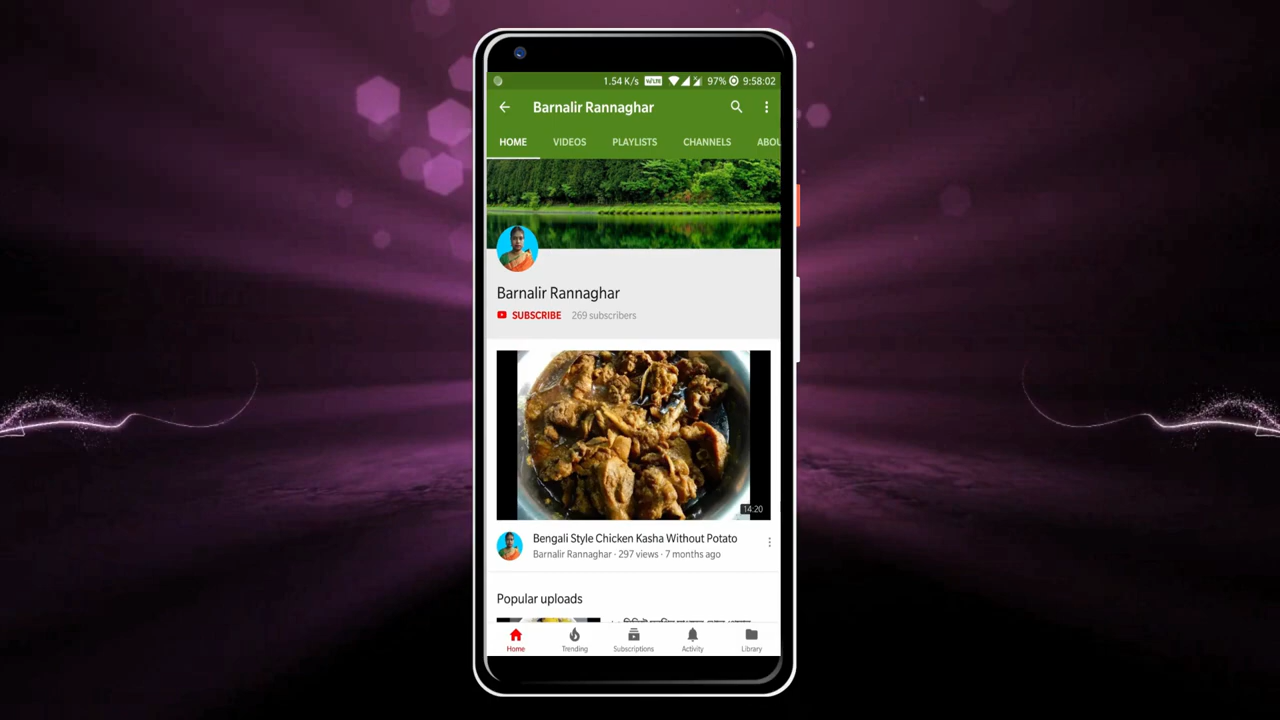 1.54 K/s VoLTE 97% 9:58:02
Barnalir Rannaghar
HOME VIDEOS PLAYLISTS CHANNELS ABOU
Barnalir Rannaghar
SUBSCRIBE 269 subscribers
14:20
Bengali Style Chicken Kasha Without Potato
Barnalir Rannaghar · 297 views · 7 months ago
Popular uploads
Home Trending Subscriptions Activity Library